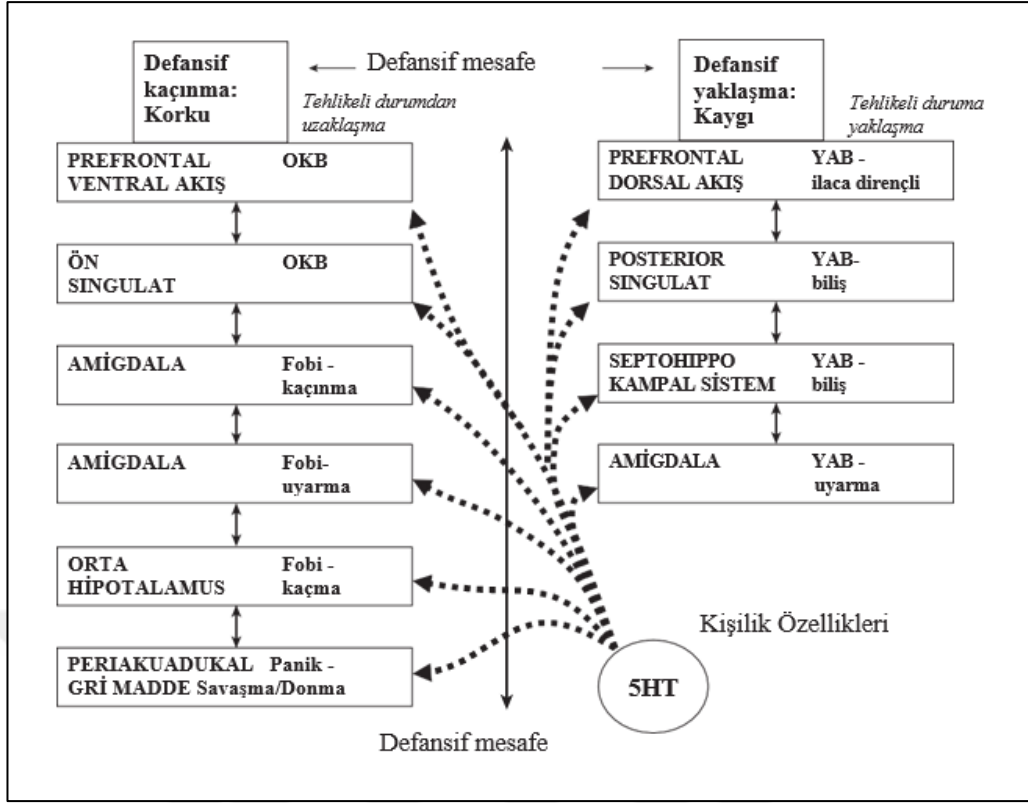 Defansif
kaçınma:
Korku
Defansif mesafe
Defansif
yaklaşma:
Kaygı
Tehlikeli durumdan
uzaklaşma
Tehlikeli duruma
yaklaşma
PREFRONTAL OKB
VENTRAL AKIŞ
ÖN OKB
SINGULAT
AMİGDALA Fobi -
kaçınma
AMİGDALA Fobi-
uyarma
ORTA Fobi -
HİPOTALAMUS kaçma
PERİAKUADUKAL Panik -
GRİ MADDE Savaşma/Donma
PREFRONTAL YAB -
DORSAL AKIŞ ilaca dirençli
POSTERIOR YAB-
SINGULAT biliş
SEPTOHIPPO YAB -
KAMPAL SİSTEM biliş
AMİGDALA YAB -
uyarma
Kişilik Özellikleri
5HT
Defansif mesafe